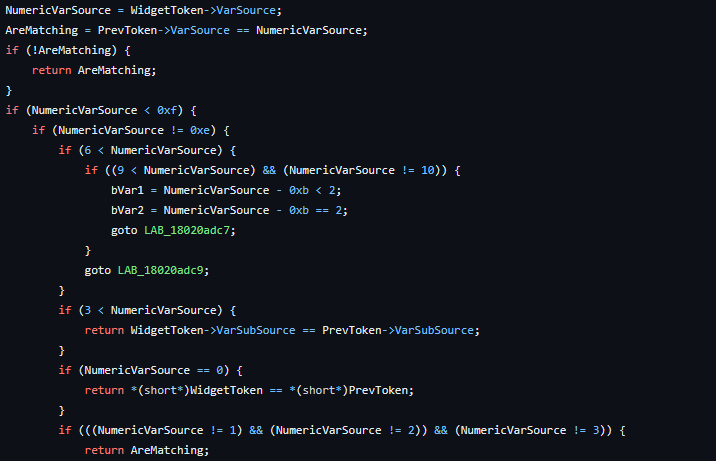 NumericVarSource = WidgetToken->VarSource;
AreMatching = PrevToken->VarSource == NumericVarSource;
if (!AreMatching) {
    return AreMatching;
}
if (NumericVarSource < 0xf) {
    if (NumericVarSource != 0xe) {
        if (6 < NumericVarSource) {
            if ((9 < NumericVarSource) && (NumericVarSource != 10)) {
                bVar1 = NumericVarSource - 0xb < 2;
                bVar2 = NumericVarSource - 0xb == 2;
                goto LAB_18020adc7;
            }
            goto LAB_18020adc9;
        }
        if (3 < NumericVarSource) {
            return WidgetToken->VarSubSource == PrevToken->VarSubSource;
        }
        if (NumericVarSource == 0) {
            return *(short*)WidgetToken == *(short*)PrevToken;
        }
        if (((NumericVarSource != 1) && (NumericVarSource != 2)) && (NumericVarSource != 3)) {
            return AreMatching;